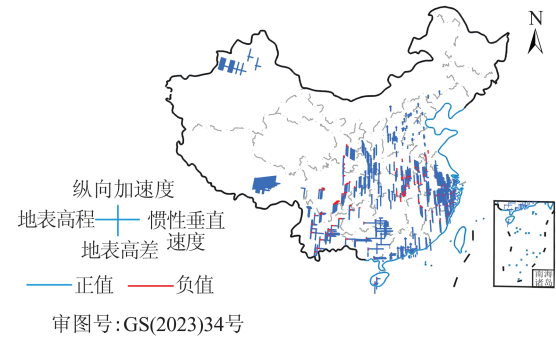 N
纵向加速度
地表高程 惯性垂直
速度
地表高差
正值 负值
南海
诸岛
审图号:GS(2023)34号